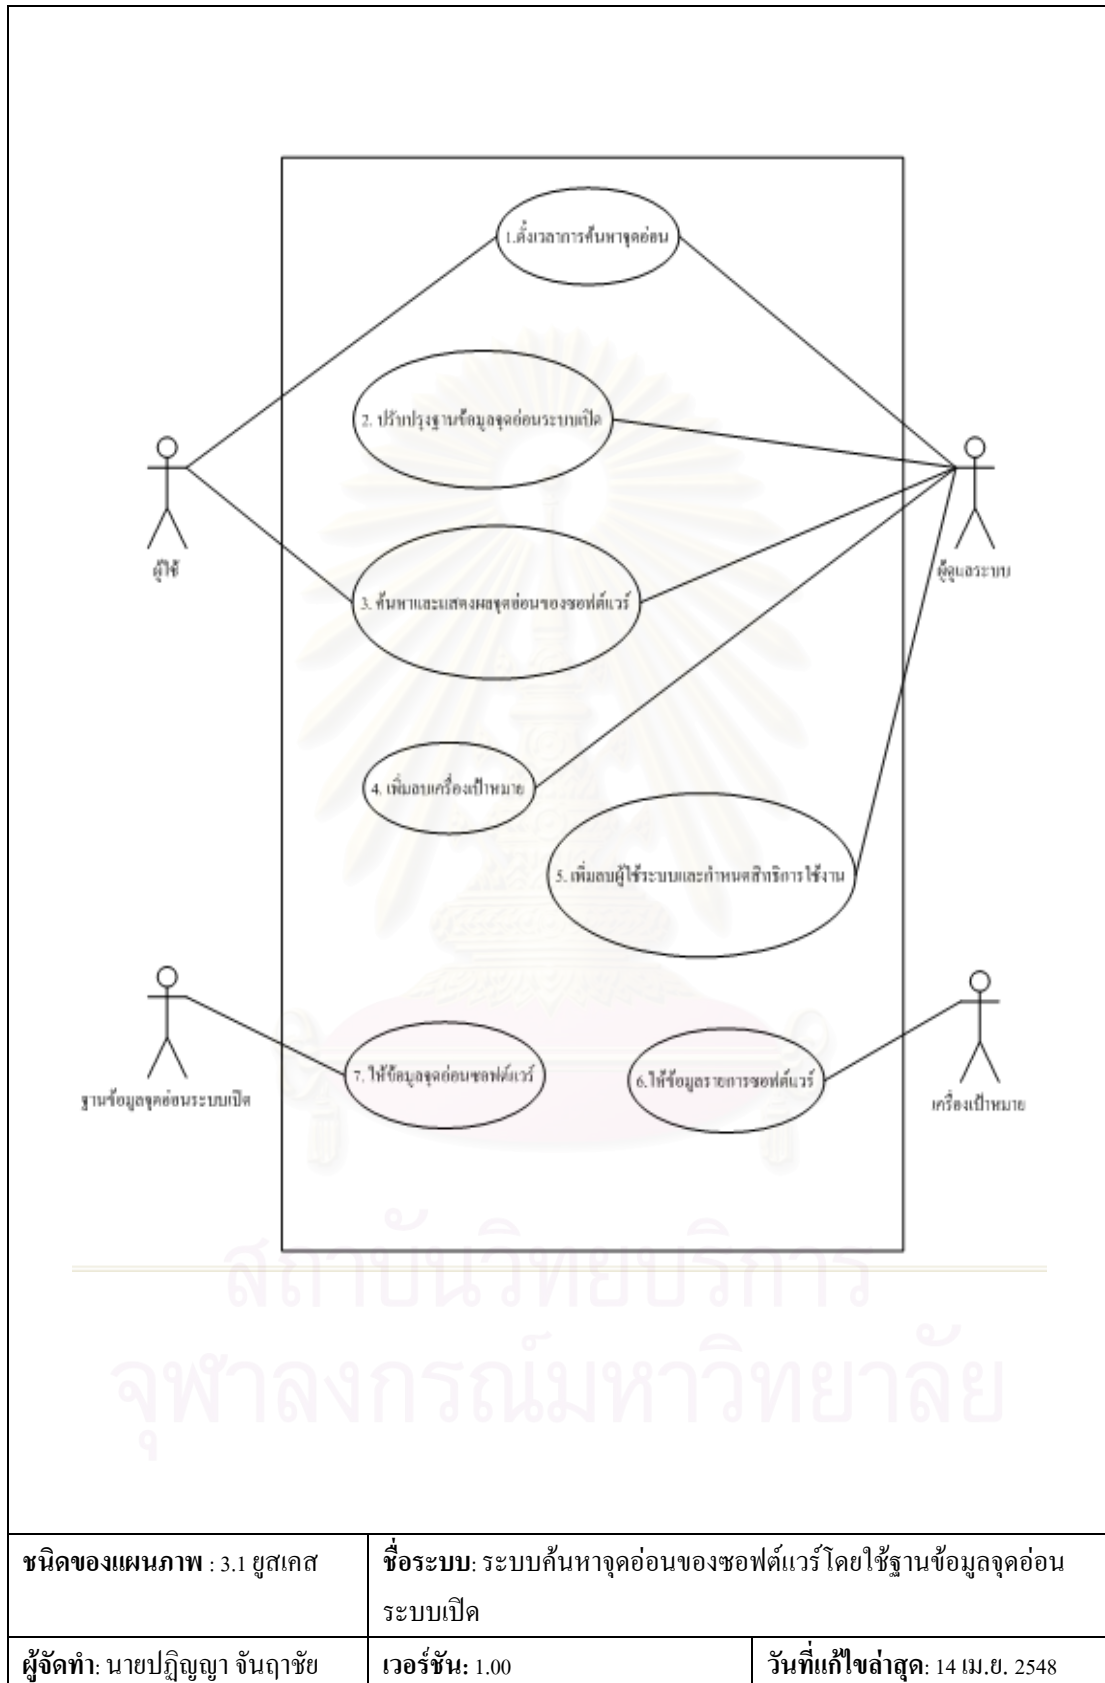 1.ตั้งเวลาการค้นหาจุดอ่อน
2. ปรับปรุงฐานข้อมูลจุดอ่อนระบบเปิด
ผู้ใช้
ผู้ดูแลระบบ
3. ค้นหาและแสดงผลจุดอ่อนของซอฟต์แวร์
4. เพิ่มลบเครื่องเป้าหมาย
5. เพิ่มลบผู้ใช้ระบบและกำหนดสิทธิการใช้งาน
7. ให้ข้อมูลจุดอ่อนซอฟต์แวร์
6.ให้ข้อมูลรายการซอฟต์แวร์
ฐานข้อมูลจุดอ่อนระบบเปิด
เครื่องเป้าหมาย
สถาบันวิทยบริการ
จุฬาลงกรณ์มหาวิทยาลัย
ชนิดของแผนภาพ : 3.1 ยูสเคส
ชื่อระบบ: ระบบค้นหาจุดอ่อนของซอฟต์แวร์โดยใช้ฐานข้อมูลจุดอ่อน
ระบบเปิด
ผู้จัดทำ: นายปฏิญญา จันฤาชัย
เวอร์ชัน: 1.00
วันที่แก้ไขล่าสุด: 14 เม.ย. 2548